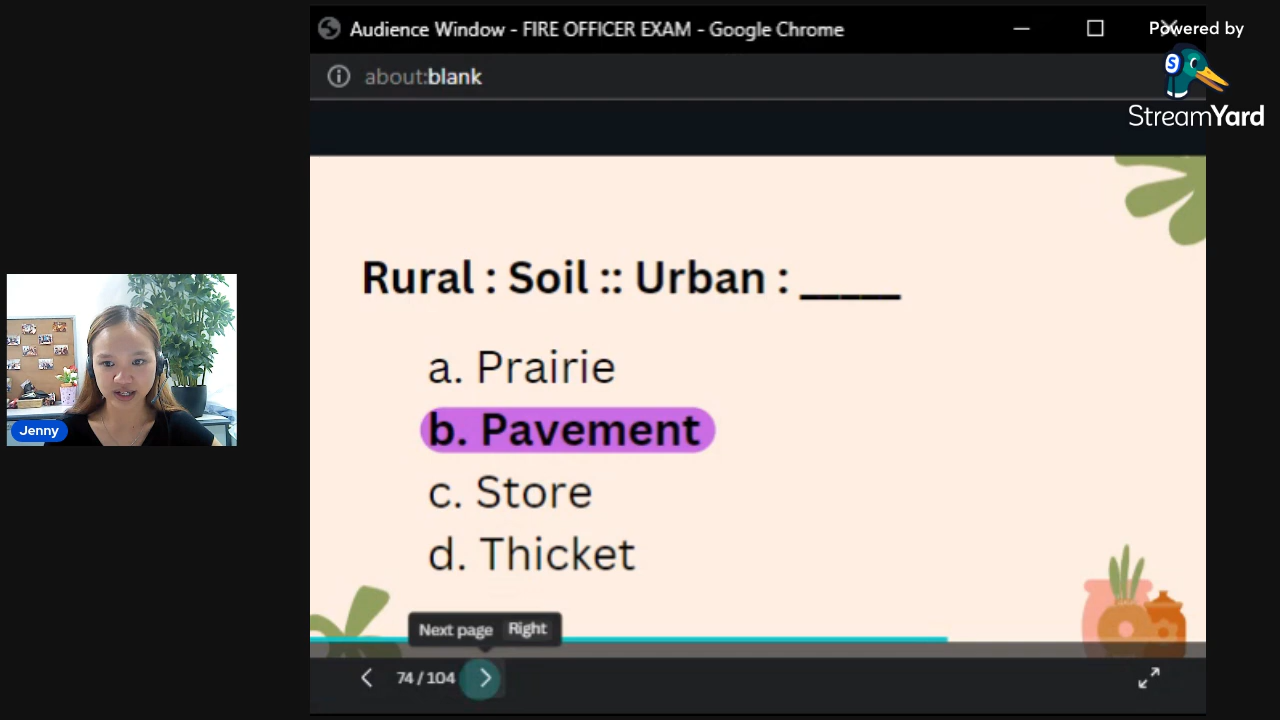 Audience Window - FIRE OFFICER EXAM - Google Chrome
Powered by
about:blank
StreamYard
Rural : Soil :: Urban : _____
a. Prairie
b. Pavement
c. Store
d. Thicket
Jenny
Next page Right
74 / 104